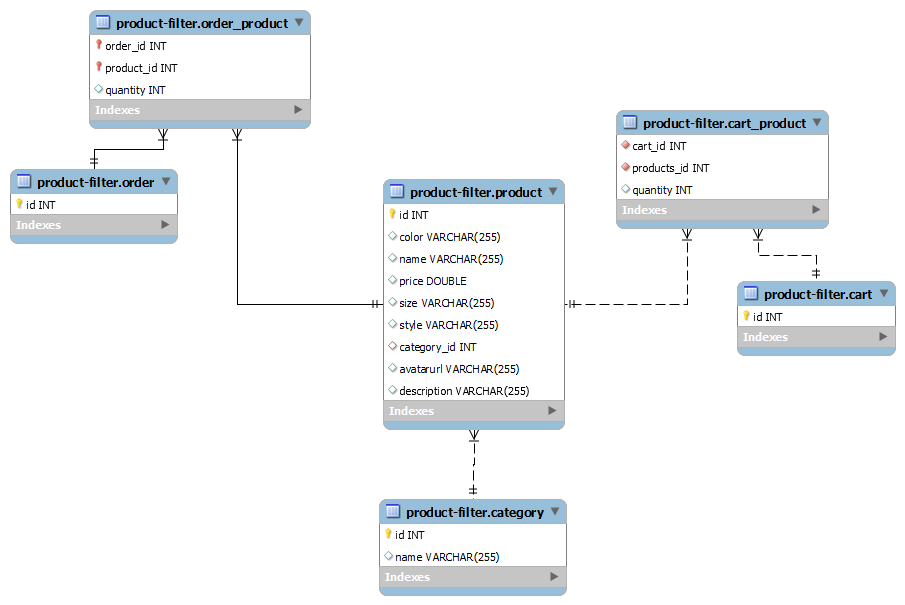 product-filter.order_product
order_id INT
product_id INT
quantity INT
Indexes
product-filter.order
id INT
Indexes
product-filter.product
id INT
color VARCHAR(255)
name VARCHAR(255)
price DOUBLE
size VARCHAR(255)
style VARCHAR(255)
category_id INT
avatarurl VARCHAR(255)
description VARCHAR(255)
Indexes
product-filter.cart_product
cart_id INT
products_id INT
quantity INT
Indexes
product-filter.cart
id INT
Indexes
product-filter.category
id INT
name VARCHAR(255)
Indexes